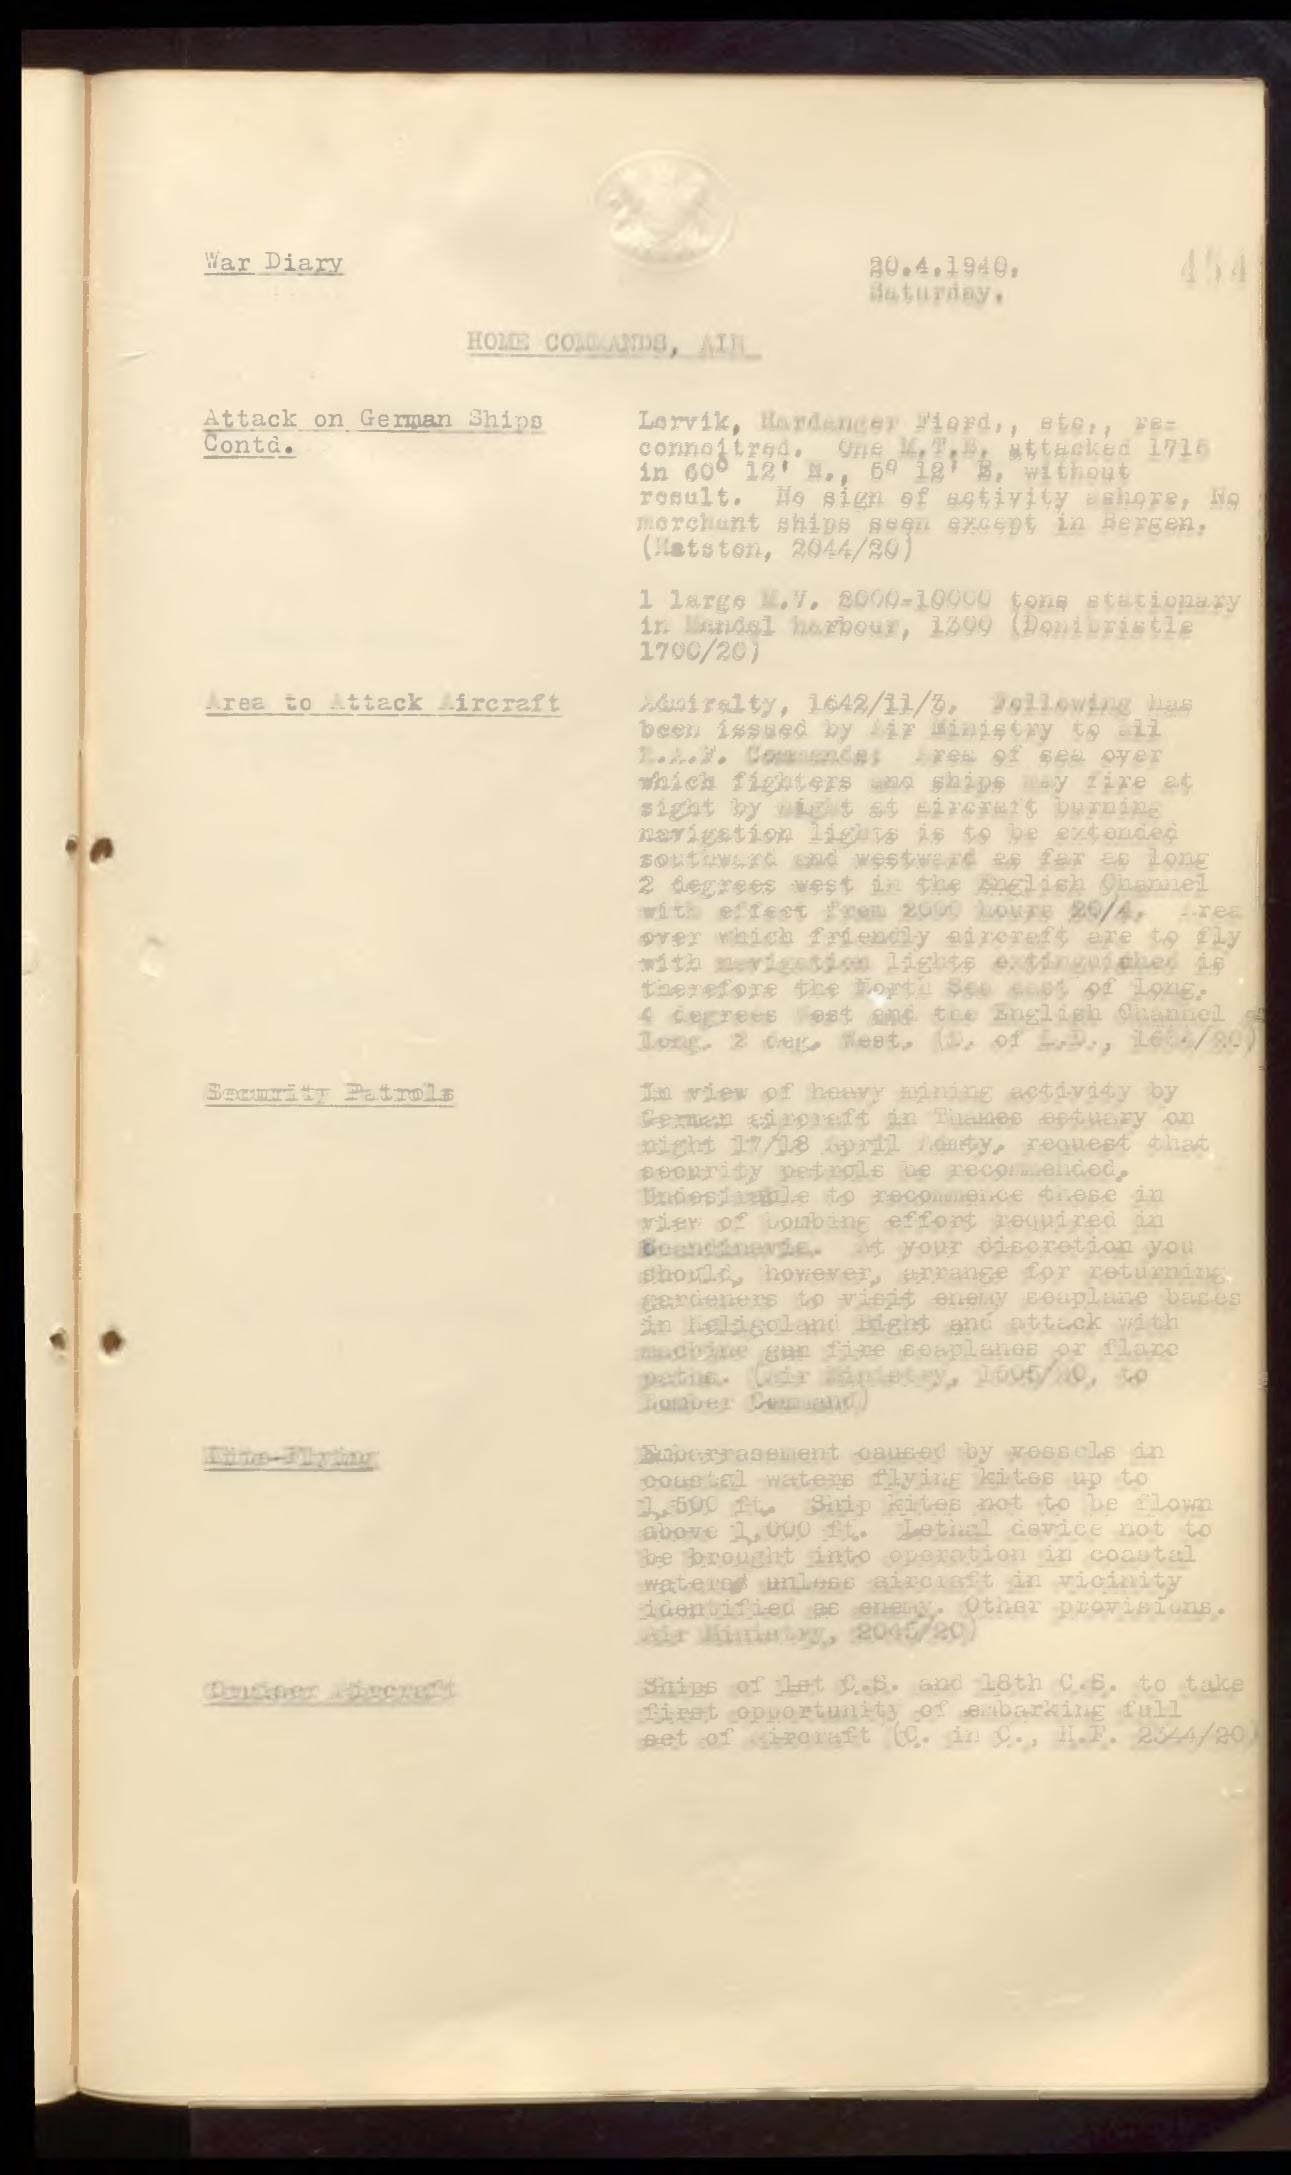 War Diary
20.4.1940.
Saturday.
454
HOME COMMANDS, AIR
Attack on German Ships
Contd.
Lervik, Hardanger Fiord,, etc., re-
connoitred. One M.T.B. attacked 1715
in 60° 12' N., 5° 12' E. without
result. No sign of activity ashore. No
merchant ships seen except in Bergen.
(Hatston, 2044/20)
1 large M.V. 8000-10000 tons stationary
in Mandal harbour, 1300 (Donibristle
1700/20)
Area to Attack Aircraft
Admiralty, 1642/11/3. Following has
been issued by Air Ministry to all
R.A.F. Commands: Area of sea over
which fighters and ships may fire at
sight by night at aircraft burning
navigation lights is to be extended
southward and westward as far as long
2 degrees west in the English Channel
with effect from 2000 hours 20/4. Area
over which friendly aircraft are to fly
with navigation lights extinguished is
therefore the North Sea east of long.
4 degrees West and the English Channel
long. 2 deg. West. (D. of L.D.,
Security Patrols
In view of heavy mining activity by
German aircraft in Thames estuary on
night 17/18 April Admty. request that
security patrols be recommended.
Undesirable to recommence these in
view of bombing effort required in
Scandinavia. At your discretion you
should, however, arrange for returning
gardeners to visit enemy seaplane bases
in Heligoland Bight and attack with
machine gun fire seaplanes or flare
paths. (Air Ministry, 1505/20, to
Bomber Command)
Kite-Flying
Embarrasement caused by vessels in
coastal waters flying kites up to
1,500 ft. Ship kites not to be flown
above 1,000 ft. Lethal device not to
be brought into operation in coastal
waters unless aircraft in vicinity
identified as enemy. Other provisions.
Air Ministry, 2045/20)
Cruiser Aircraft
Ships of 1st C.S. and 18th C.S. to take
first opportunity of embarking full
set of aircraft (C. in C., H.F. 2344/20)